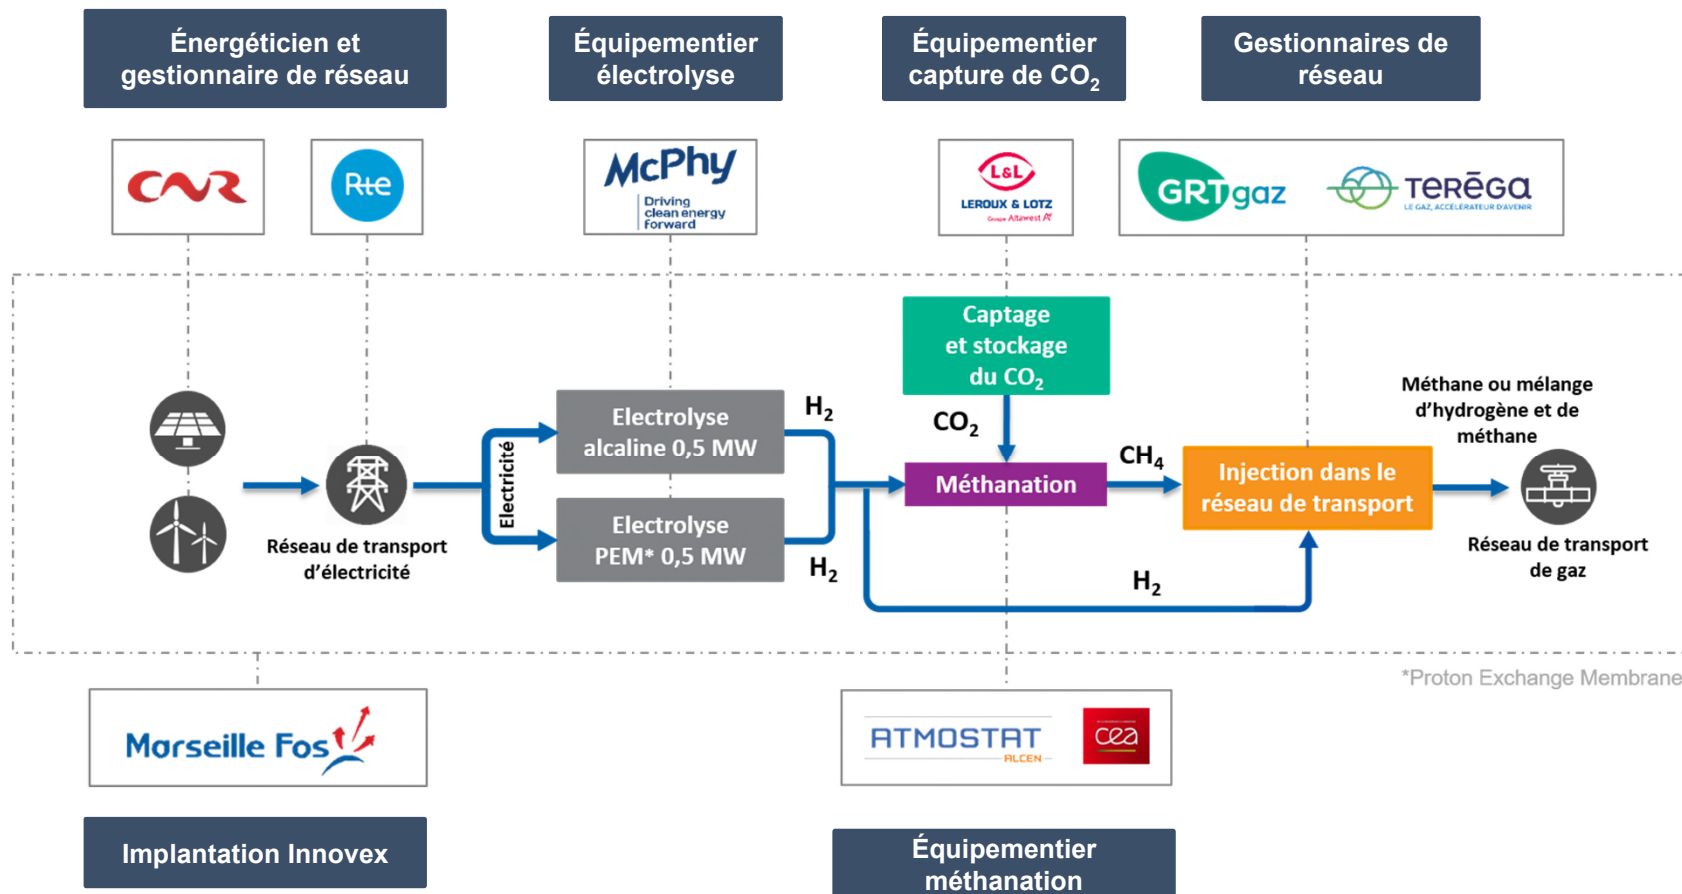 Énergéticien et
gestionnaire de réseau
Équipementier
électrolyse
Équipementier
capture de CO₂
Gestionnaires de
réseau
CNR
Rte
McPhy
Driving
clean energy
forward
L&L
LEROUX & LOTZ
Groupe Altawest
GRTgaz
TERĒGA
LE GAZ, ACCÉLÉRATEUR D'AVENIR
Captage
et stockage
du CO₂
Méthane ou mélange
d'hydrogène et de
méthane
Electrolyse
alcaline 0,5 MW
H₂
CO₂
Electricité
Méthanation
CH₄
Injection dans le
réseau de transport
Electrolyse
PEM* 0,5 MW
H₂
Réseau de transport
d'électricité
H₂
Réseau de transport
de gaz
*Proton Exchange Membrane
Marseille Fos
ATMOSTAT
ALCEN
cea
Implantation Innovex
Équipementier
méthanation